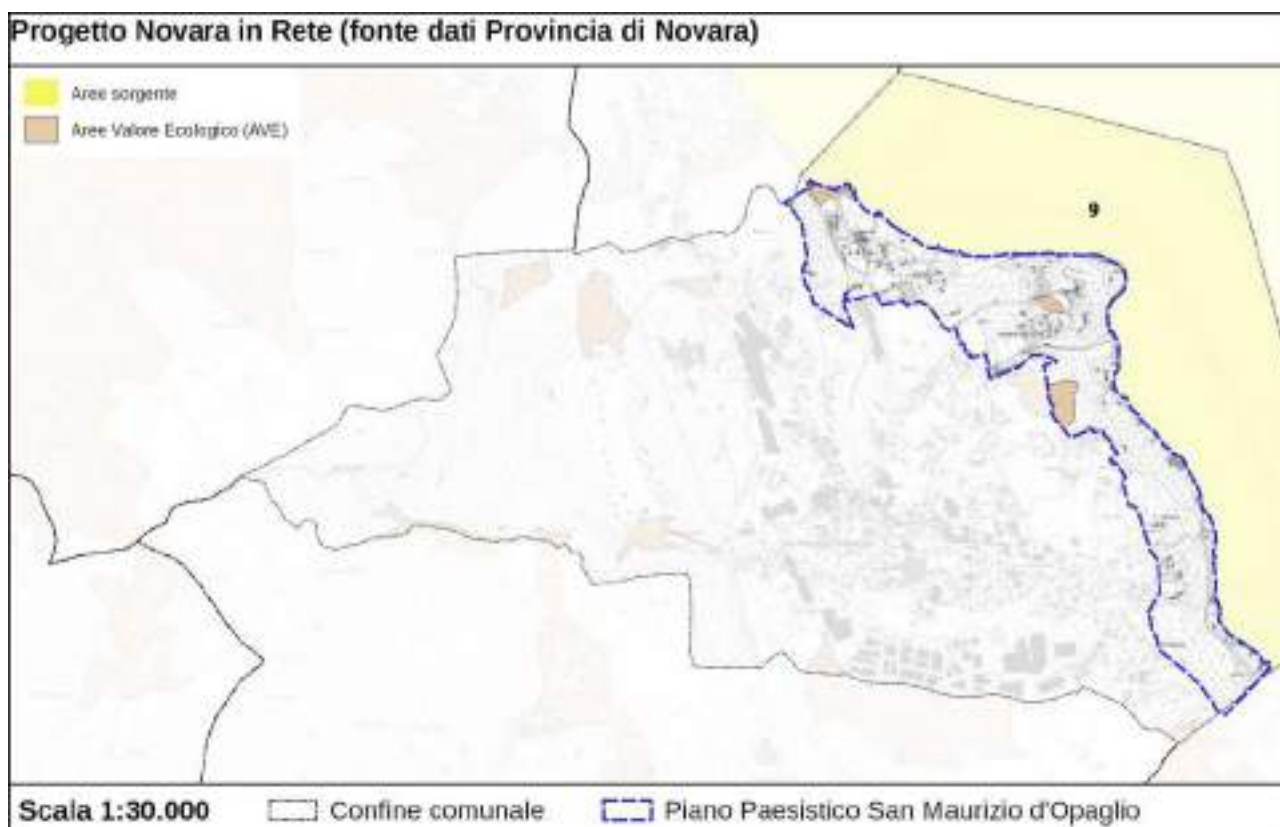 Progetto Novara in Rete (fonte dati Provincia di Novara)
Aree sorgente
Aree Valore Ecologico (AVE)
9
Scala 1:30.000 Confine comunale Piano Paesistico San Maurizio d'Opaglio